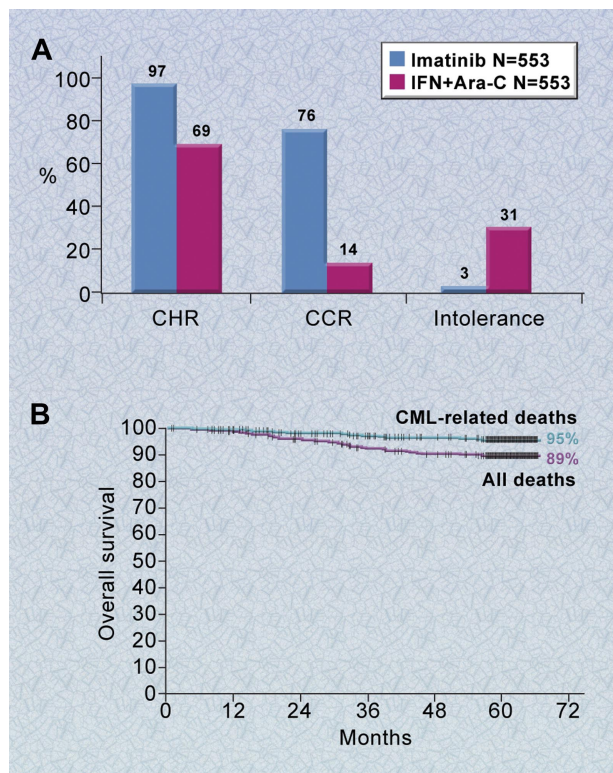 A
Imatinib N=553
IFN+Ara-C N=553
%
100
80
60
40
20
0
97
69
76
14
3
31
CHR
CCR
Intolerance
B
CML-related deaths
95%
89%
All deaths
Overall survival
100
90
80
70
60
50
40
30
20
10
0
0 12 24 36 48 60 72
Months